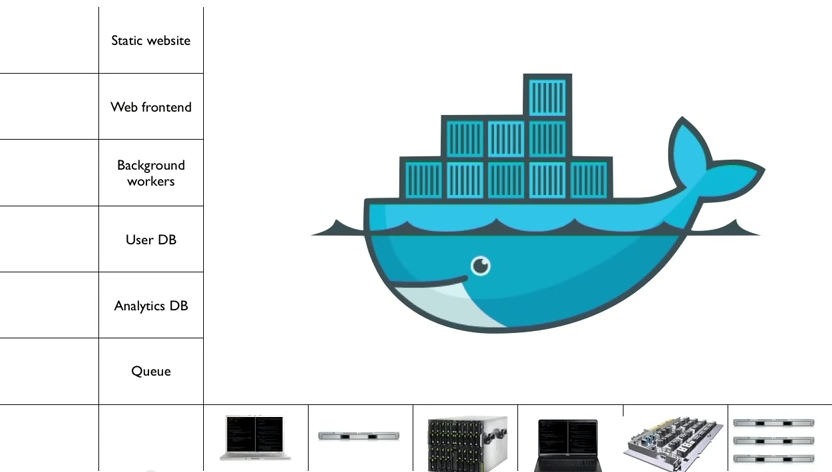 Static website
Web frontend
Background
workers
User DB
Analytics DB
Queue